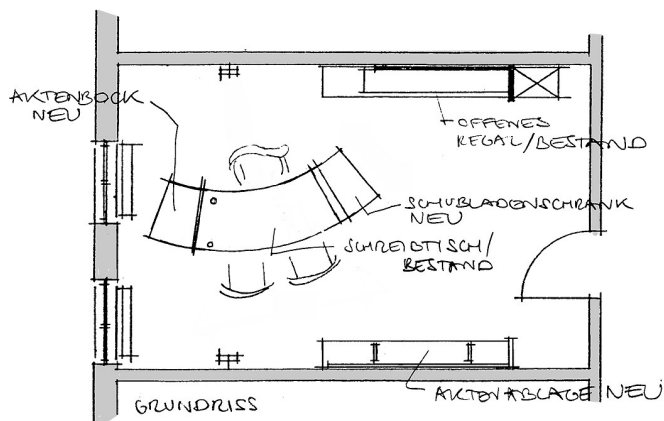 AKTENBOCK
NEU
OFFENES
REGAL/BESTAND
SCHUBLADENSCHRANK
NEU
SCHREIBTISCH/
BESTAND
AKTENABLAGE NEU
GRUNDRISS